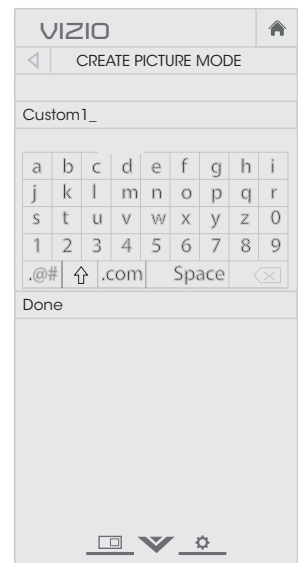 VIZIO
CREATE PICTURE MODE
Custom1_
a b c d e f g h i
j k l m n o p q r
s t u v w x y z 0
1 2 3 4 5 6 7 8 9
.@# .com Space
Done